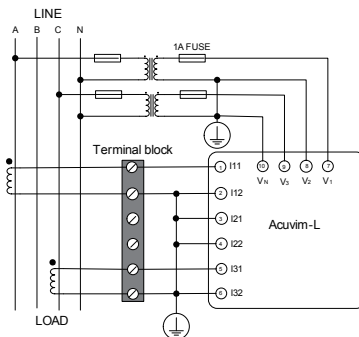 LINE
A B C N
1A FUSE
Terminal block
1 I11
2 I12
3 I21
4 I22
5 I31
6 I32
10 9 8 7
VN V3 V2 V1
Acuvim-L
LOAD